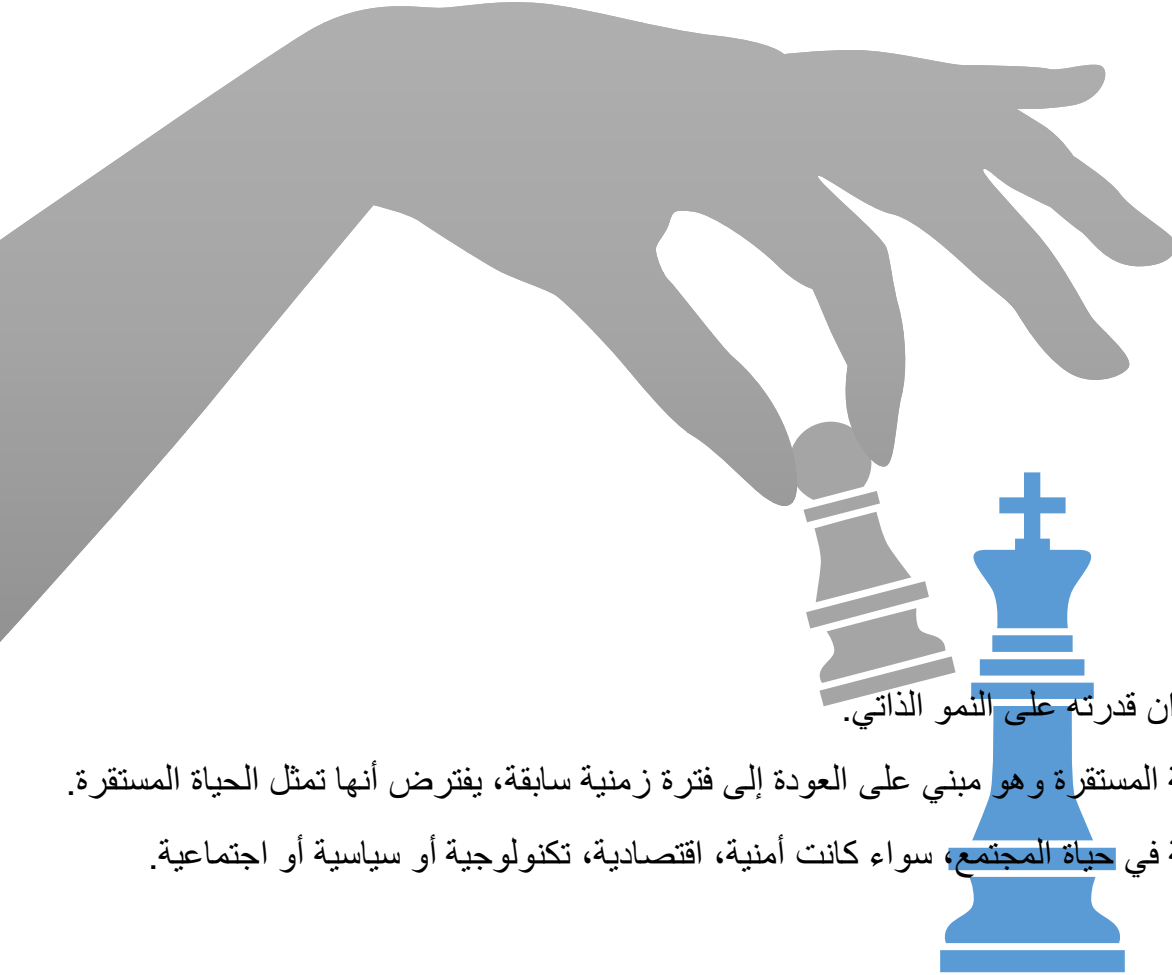 قدرته على النمو الذاتي.
المستقرة وهو مبني على العودة إلى فترة زمنية سابقة، يفترض أنها تمثل الحياة المستقرة.
في حياة المجتمع، سواء كانت أمنية، اقتصادية، تكنولوجية أو سياسية أو اجتماعية.